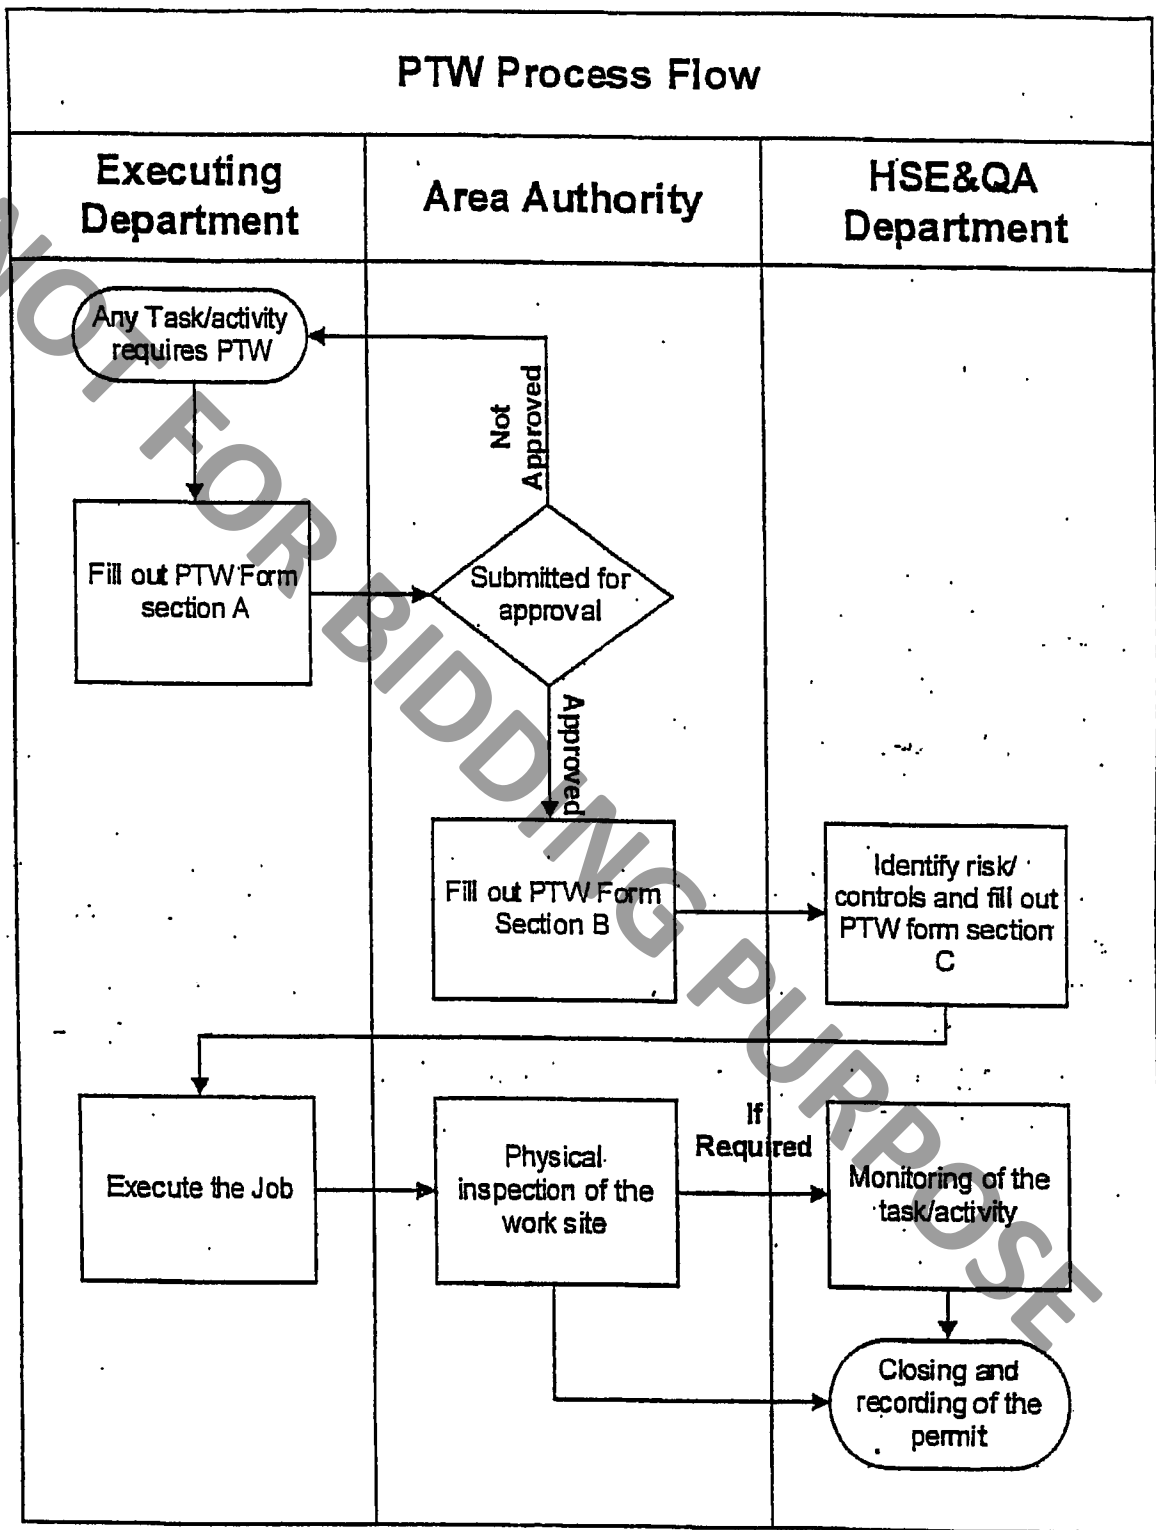 PTW Process Flow
Executing
Department
Area Authority
HSE&QA
Department
Any Task/activity
requires PTW
Not
Approved
Fill out PTW Form
section A
Submitted for
approval
Approved
Fill out PTW Form
Section B
Identify risk/
controls and fill out
PTW form section
C
Execute the Job
Physical
inspection of the
work site
If
Required
Monitoring of the
task/activity
Closing and
recording of the
permit
NOT FOR BIDDING PURPOSE